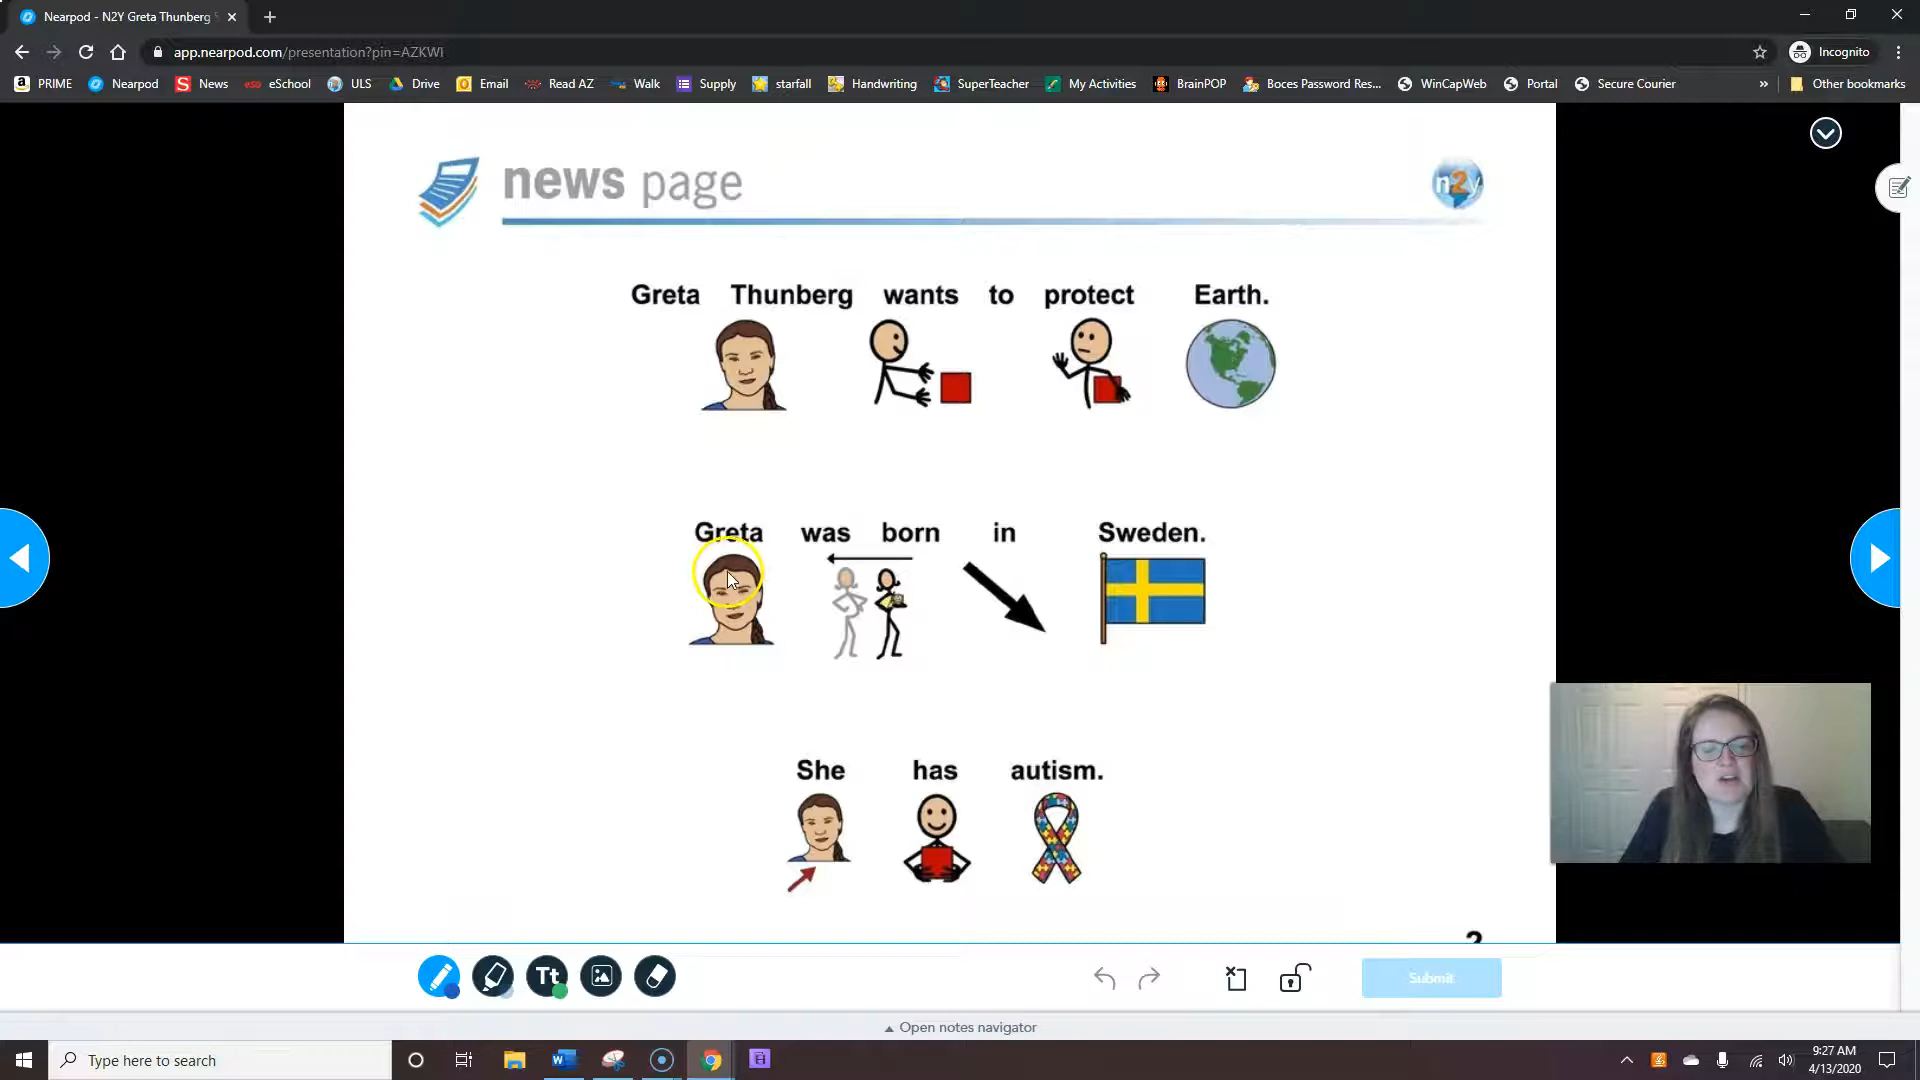 Nearpod - N2Y Greta Thunberg
app.nearpod.com/presentation?pin=AZKWI
Incognito
PRIME Nearpod News eSchool ULS Drive Email Read AZ Walk Supply starfall Handwriting SuperTeacher My Activities BrainPOP Boces Password Res... WinCapWeb Portal Secure Courier » Other bookmarks
news page
n2y
Greta Thunberg wants to protect Earth.
Greta was born in Sweden.
She has autism.
Tt
Submit
Open notes navigator
Type here to search
9:27 AM
4/13/2020